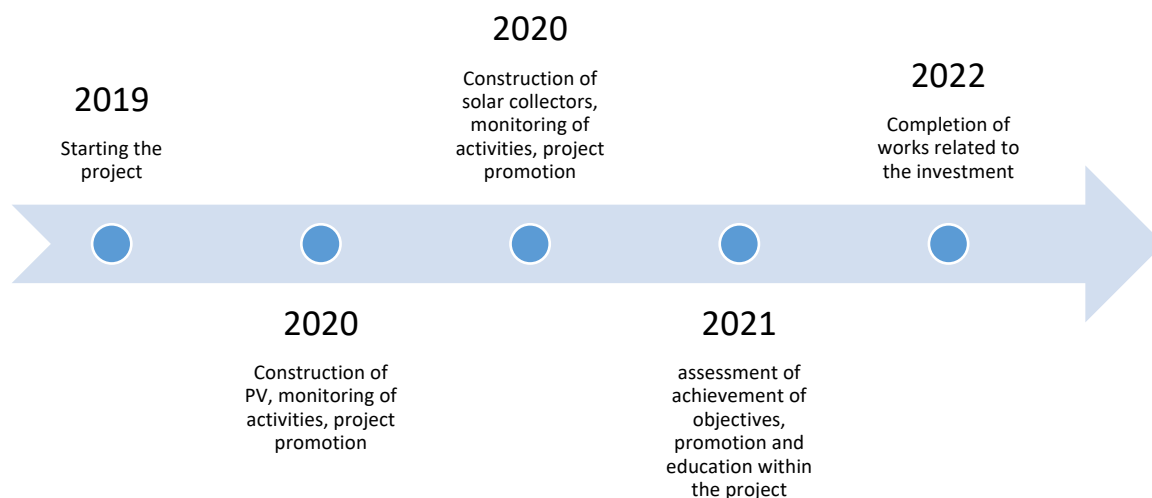 2019
Starting the
project
2020
Construction of
PV, monitoring of
activities, project
promotion
2020
Construction of
solar collectors,
monitoring of
activities, project
promotion
2021
assessment of
achievement of
objectives,
promotion and
education within
the project
2022
Completion of
works related to
the investment